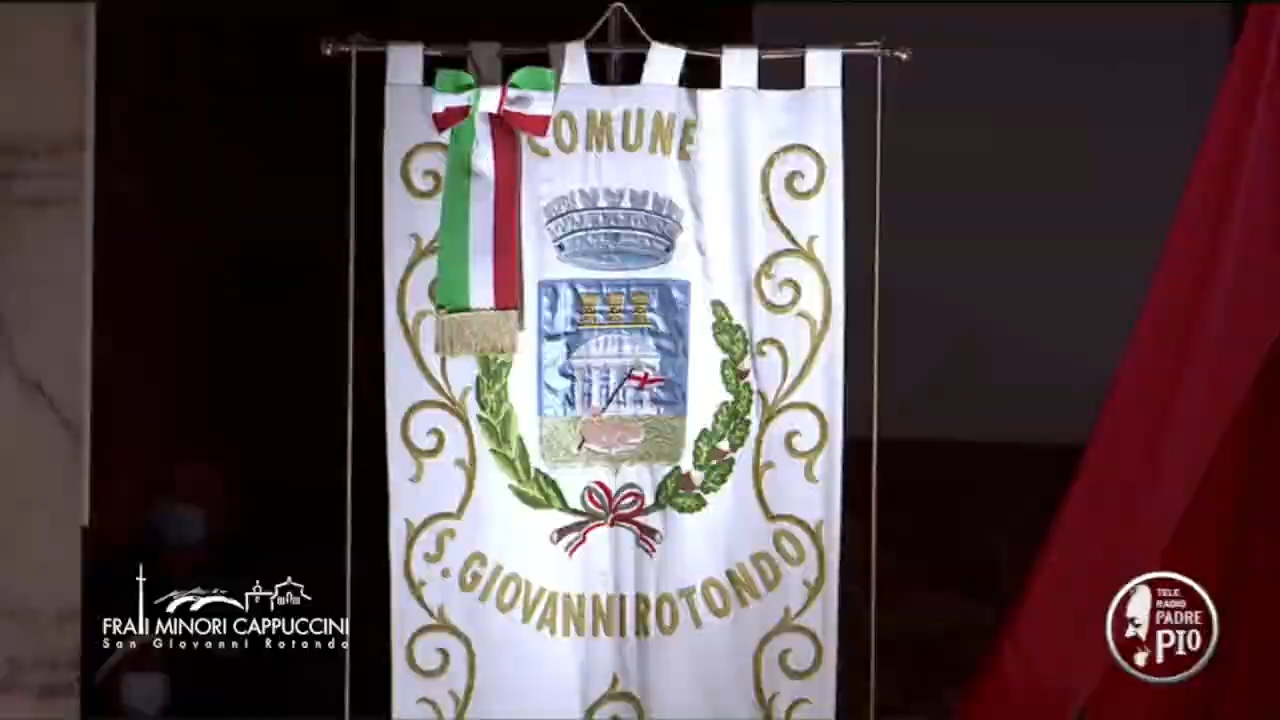 COMUNE
S. GIOVANNI ROTONDO
FRATI MINORI CAPPUCCINI
San Giovanni Rotondo
TELE
RADIO
PADRE
PIO